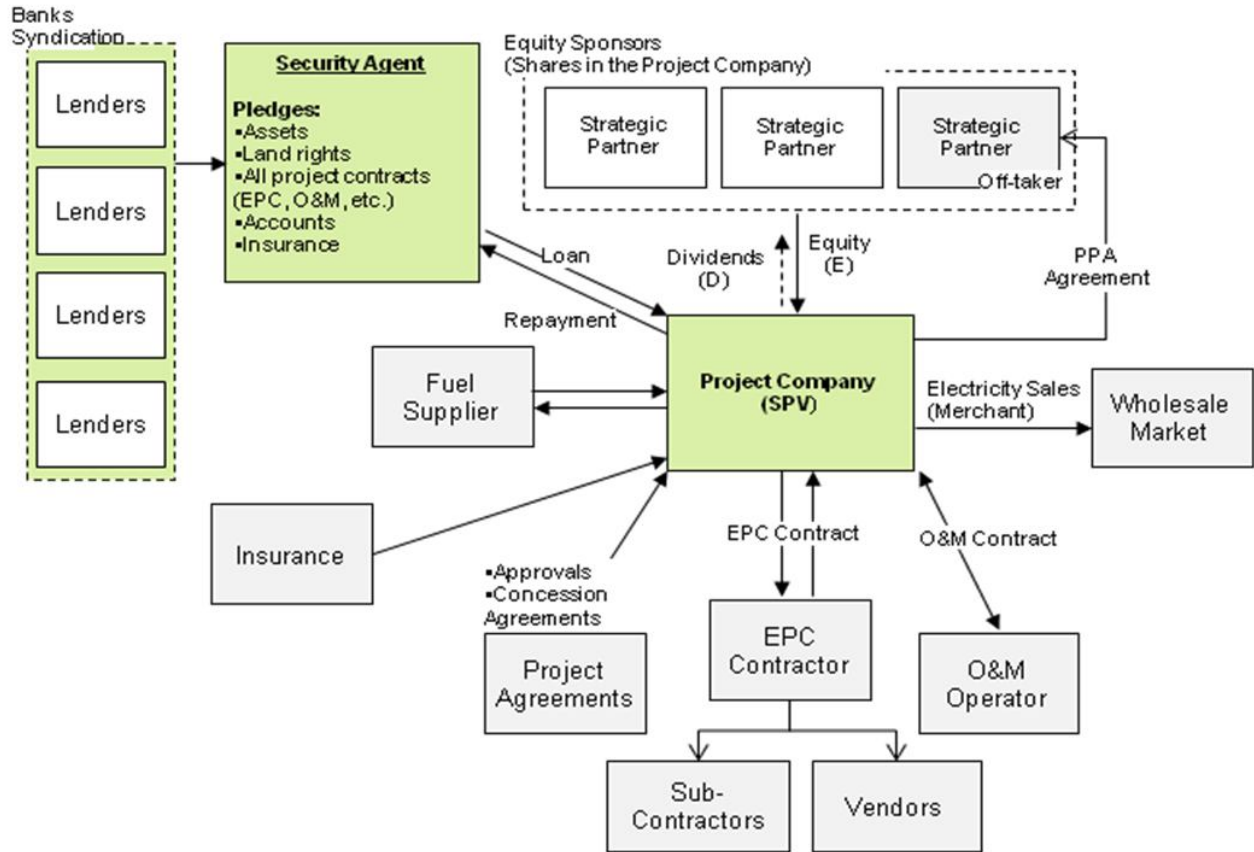 Banks
Syndication
Lenders
Lenders
Lenders
Lenders
Security Agent
Pledges:
▪Assets
▪Land rights
▪All project contracts
(EPC, O&M, etc.)
▪Accounts
▪Insurance
Equity Sponsors
(Shares in the Project Company)
Strategic
Partner
Strategic
Partner
Strategic
Partner
Off-taker
Loan
Repayment
Dividends
(D)
Equity
(E)
PPA
Agreement
Fuel
Supplier
Project Company
(SPV)
Electricity Sales
(Merchant)
Wholesale
Market
Insurance
▪Approvals
▪Concession
Agreements
Project
Agreements
EPC Contract
O&M Contract
EPC
Contractor
O&M
Operator
Sub-
Contractors
Vendors